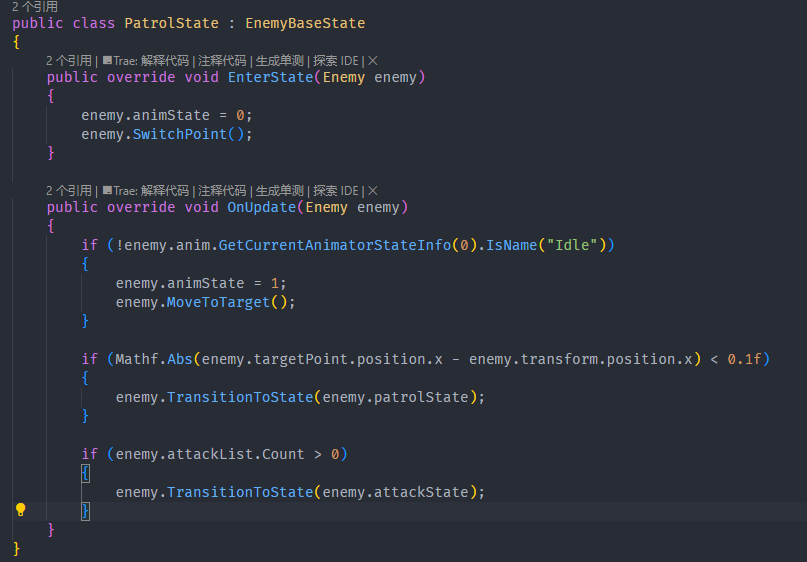 2 个引用
public class PatrolState : EnemyBaseState
{
2 个引用 | Trae: 解释代码 | 注释代码 | 生成单测 | 探索 IDE | ✕
public override void EnterState(Enemy enemy)
{
enemy.animState = 0;
enemy.SwitchPoint();
}
2 个引用 | Trae: 解释代码 | 注释代码 | 生成单测 | 探索 IDE | ✕
public override void OnUpdate(Enemy enemy)
{
if (!enemy.anim.GetCurrentAnimatorStateInfo(0).IsName("Idle"))
{
enemy.animState = 1;
enemy.MoveToTarget();
}
if (Mathf.Abs(enemy.targetPoint.position.x - enemy.transform.position.x) < 0.1f)
{
enemy.TransitionToState(enemy.patrolState);
}
if (enemy.attackList.Count > 0)
{
enemy.TransitionToState(enemy.attackState);
}
}
}